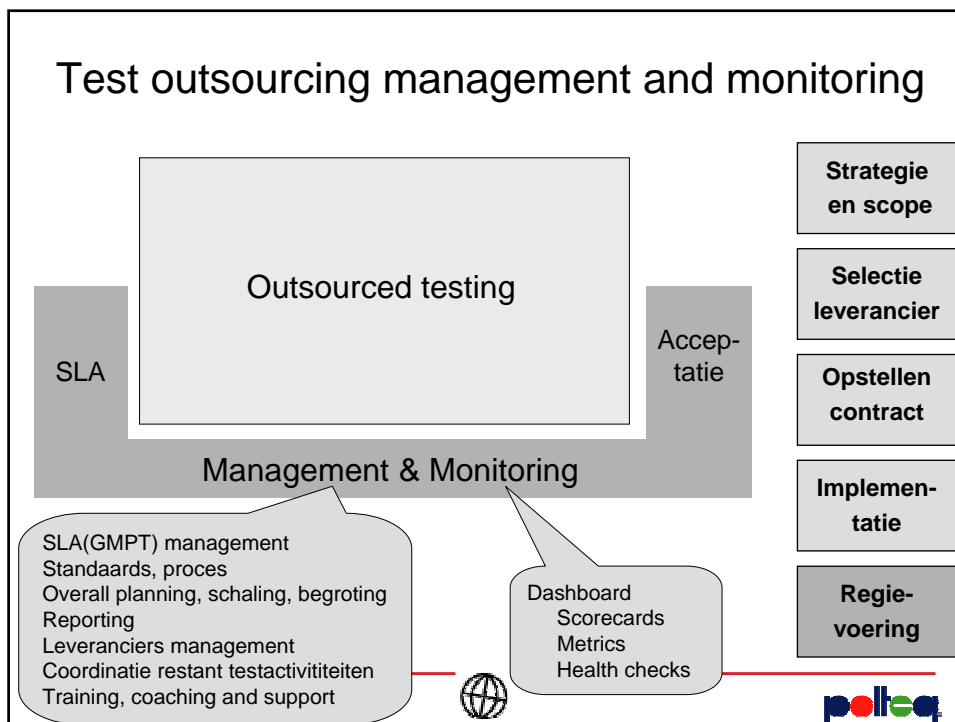 Test outsourcing management and monitoring
Outsourced testing
SLA
Accep-
tatie
Management & Monitoring
SLA(GMPT) management
Standaards, proces
Overall planning, schaling, begroting
Reporting
Leveranciers management
Coordinatie restant testactivititeiten
Training, coaching and support
Dashboard
Scorecards
Metrics
Health checks
Strategie
en scope
Selectie
leverancier
Opstellen
contract
Implemen-
tatie
Regie-
voering
polteq